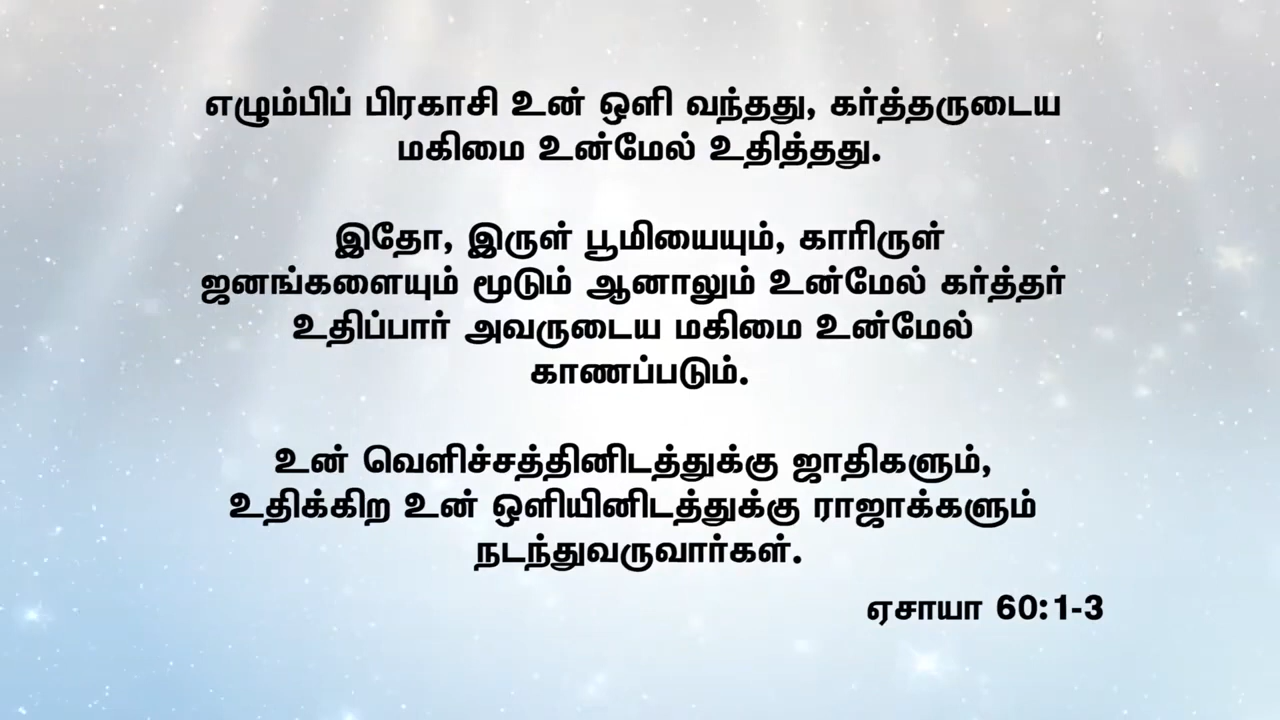 எழும்பிப் பிரகாசி உன் ஒளி வந்தது, கர்த்தருடைய
மகிமை உன்மேல் உதித்தது.
இதோ, இருள் பூமியையும், காரிருள்
ஜனங்களையும் மூடும் ஆனாலும் உன்மேல் கர்த்தர்
உதிப்பார் அவருடைய மகிமை உன்மேல்
காணப்படும்.
உன் வெளிச்சத்தினிடத்துக்கு ஜாதிகளும்,
உதிக்கிற உன் ஒளியினிடத்துக்கு ராஜாக்களும்
நடந்துவருவார்கள்.
ஏசாயா 60:1-3